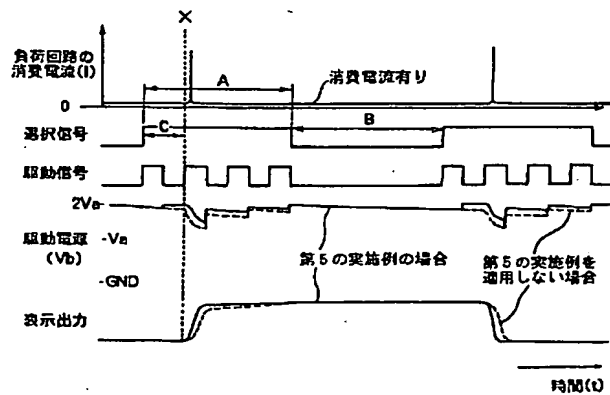 X
負荷回路の
消費電流(I)
A
消費電流有り
0
B
選択信号
C
駆動信号
2Va
駆動電源
(Vb)
-Va
第5の実施例の場合
第5の実施例を
適用しない場合
-GND
表示出力
時間(t)